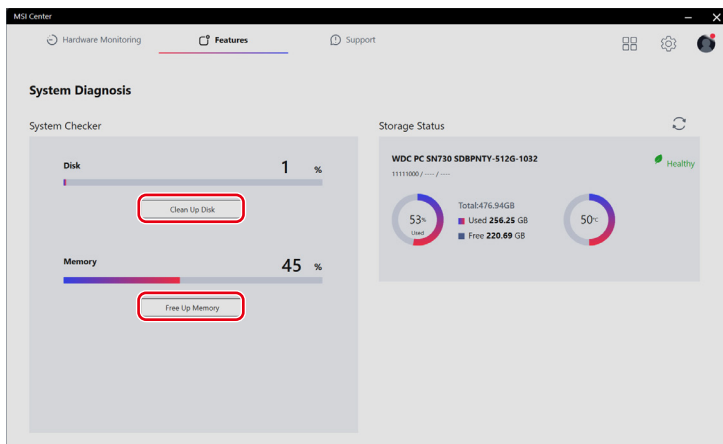 MSI Center
Hardware Monitoring
Features
Support
System Diagnosis
System Checker
Disk
1 %
Clean Up Disk
Memory
45 %
Free Up Memory
Storage Status
WDC PC SN730 SDBPNTY-512G-1032
11111000 / ---- / ----
Healthy
53%
Used
Total:476.94GB
Used 256.25 GB
Free 220.69 GB
50°C